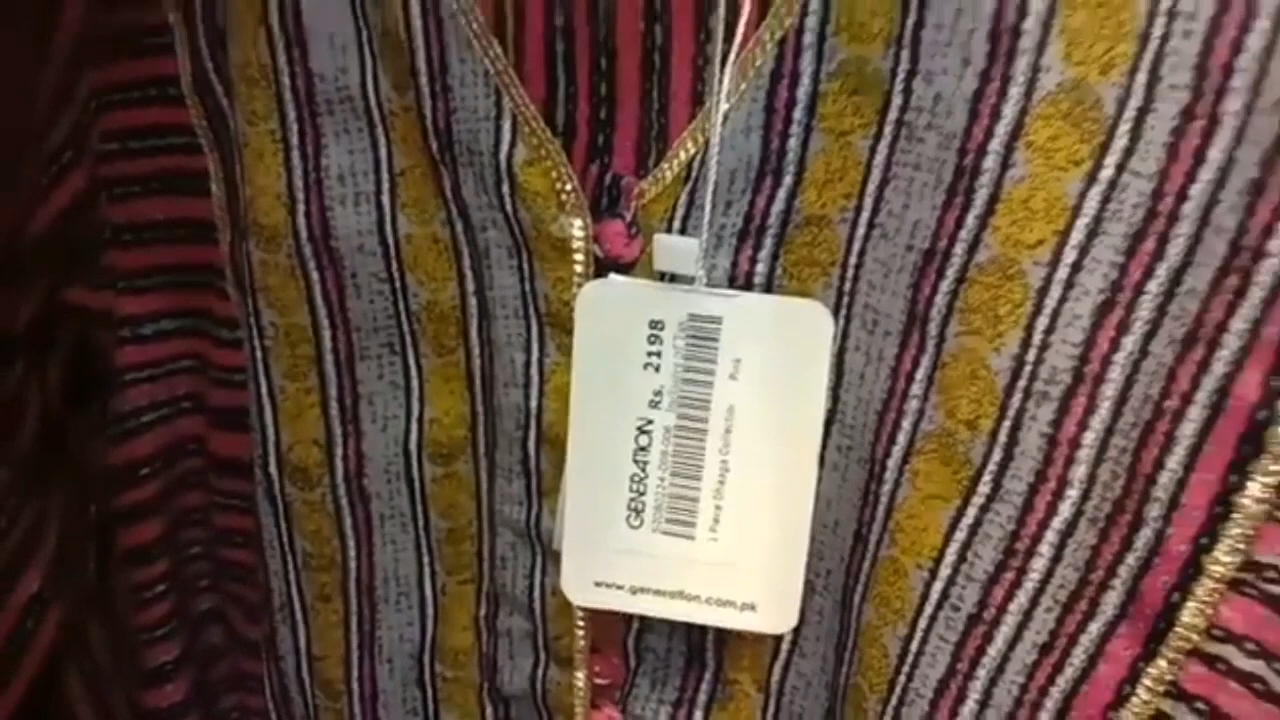 GENERATION Rs. 2198
1 Piece Dhaaga Collection Pink
www.generation.com.pk